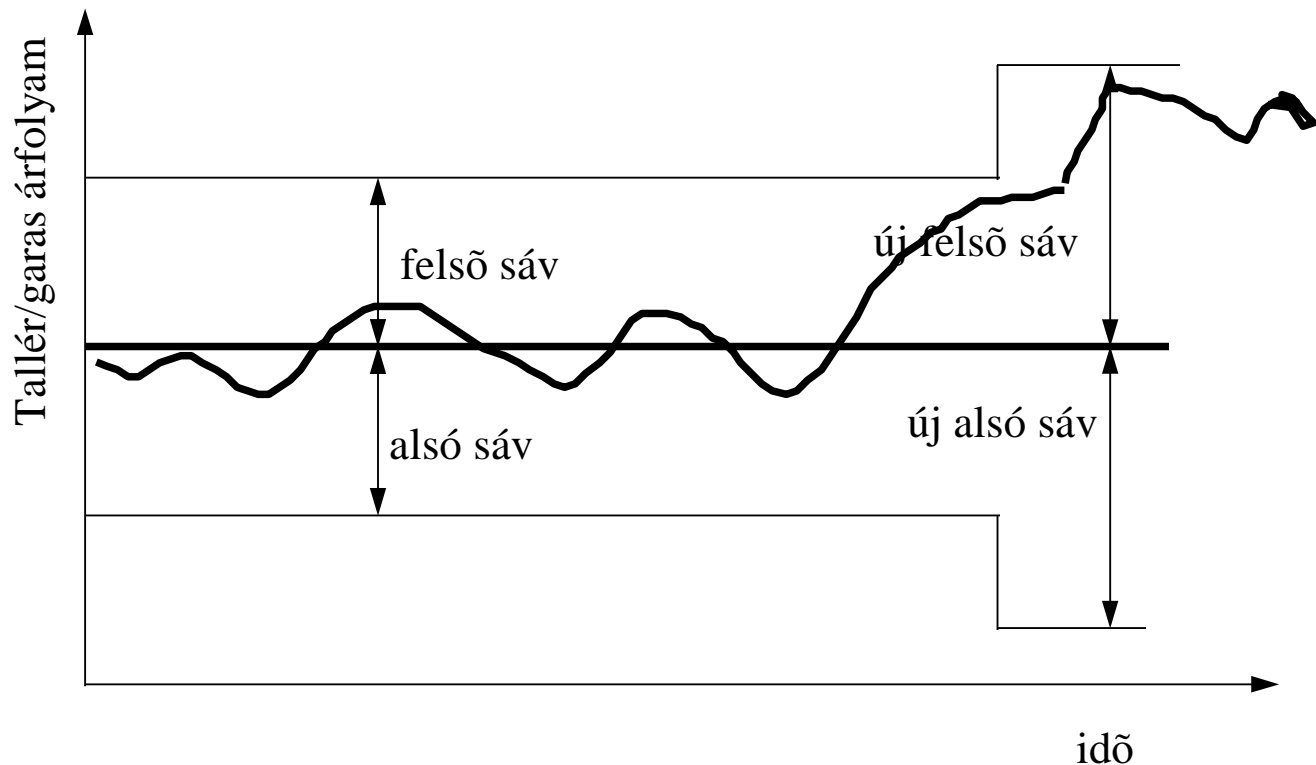 Tallér/garas árfolyam
új felsõ sáv
felsõ sáv
új alsó sáv
alsó sáv
idõ